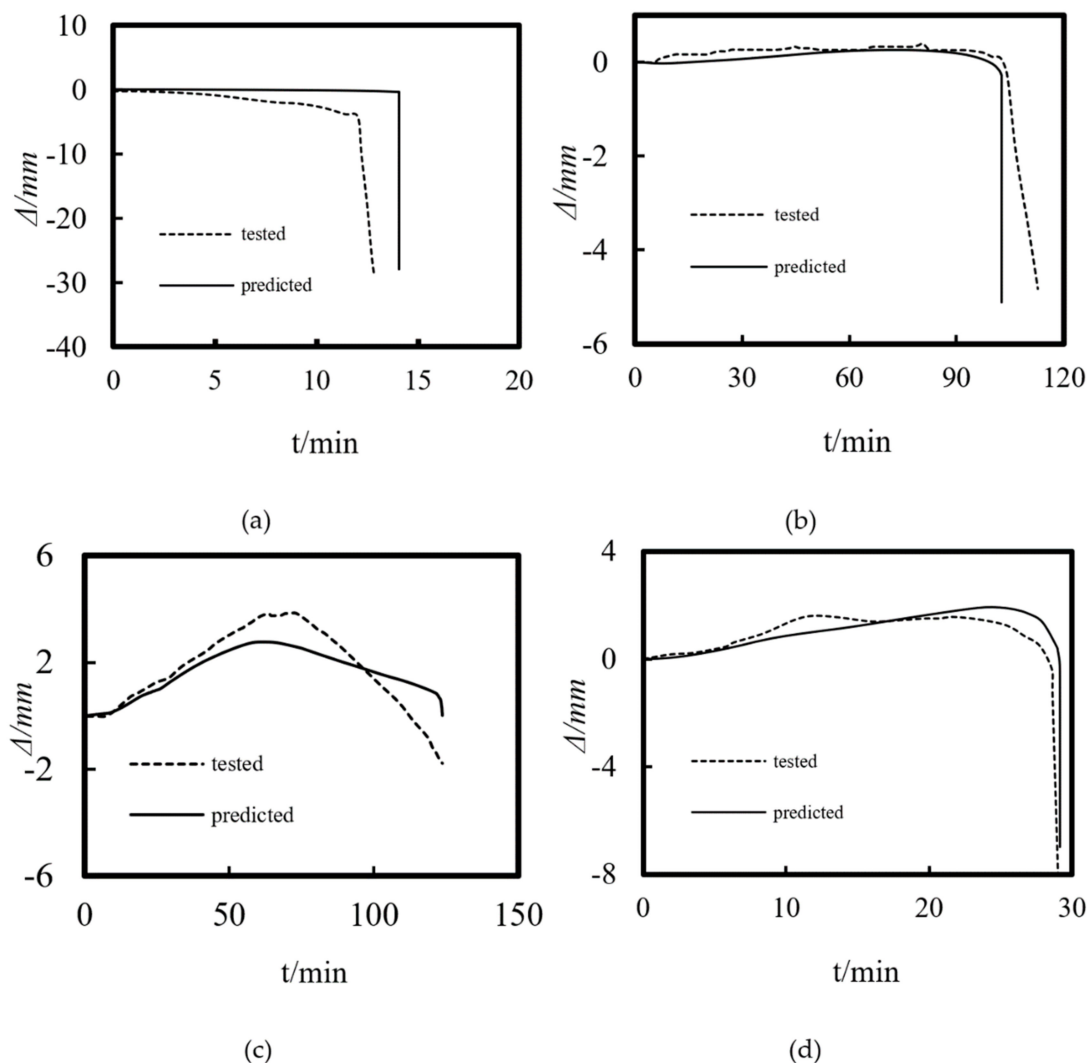 10
0
-10
-20
-30
-40
Δ/mm
tested
predicted
0 5 10 15 20
t/min
(a)
0
-2
-4
-6
Δ/mm
tested
predicted
0 30 60 90 120
t/min
(b)
6
2
-2
-6
Δ/mm
tested
predicted
0 50 100 150
t/min
(c)
4
0
-4
-8
Δ/mm
tested
predicted
0 10 20 30
t/min
(d)